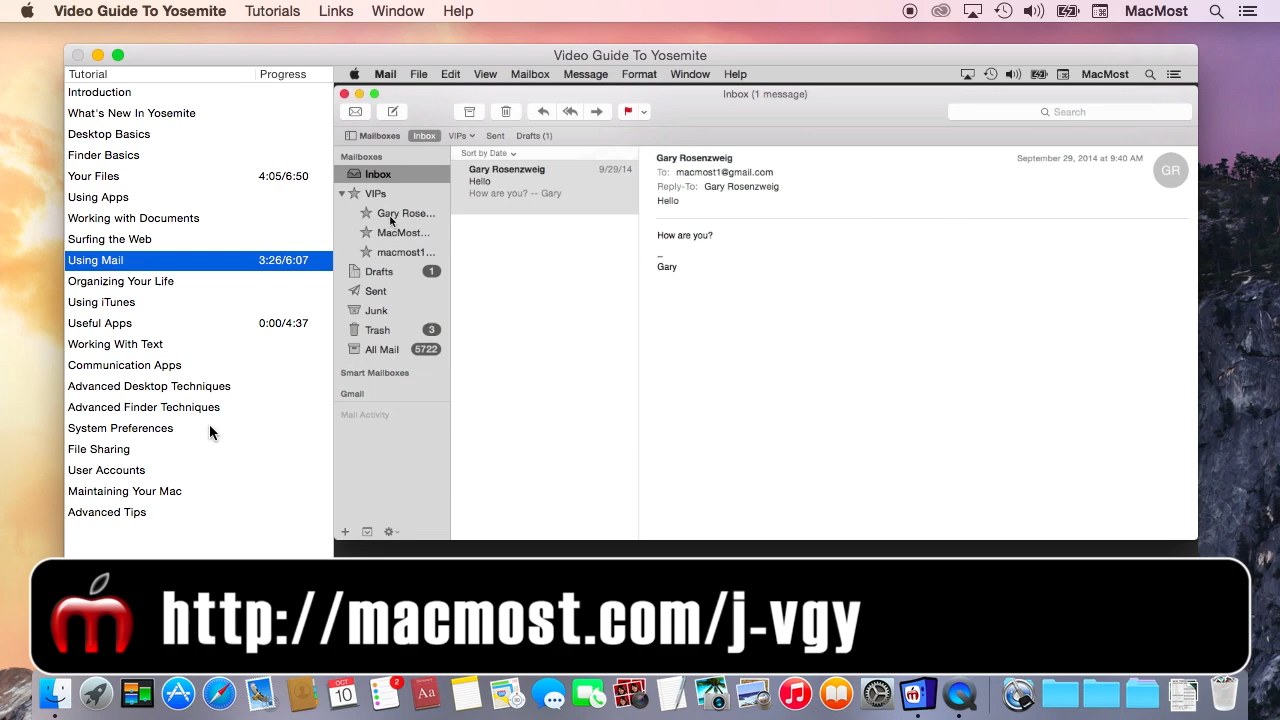 Video Guide To Yosemite Tutorials Links Window Help MacMost
Video Guide To Yosemite
Tutorial Progress
Introduction
What's New In Yosemite
Desktop Basics
Finder Basics
Your Files 4:05/6:50
Using Apps
Working with Documents
Surfing the Web
Using Mail 3:26/6:07
Organizing Your Life
Using iTunes
Useful Apps 0:00/4:37
Working With Text
Communication Apps
Advanced Desktop Techniques
Advanced Finder Techniques
System Preferences
File Sharing
User Accounts
Maintaining Your Mac
Advanced Tips
Mail File Edit View Mailbox Message Format Window Help MacMost
Inbox (1 message)
Search
Mailboxes Inbox VIPs Sent Drafts (1)
Mailboxes
Inbox
VIPs
Gary Rose...
MacMost...
macmost1...
Drafts 1
Sent
Junk
Trash 3
All Mail 5722
Smart Mailboxes
Gmail
Mail Activity
Sort by Date
Gary Rosenzweig 9/29/14
Hello
How are you? -- Gary
Gary Rosenzweig September 29, 2014 at 9:40 AM
To: macmost1@gmail.com
Reply-To: Gary Rosenzweig
Hello
GR
How are you?
--
Gary
m http://macmost.com/j-vgy
OCT
10
2
Aa